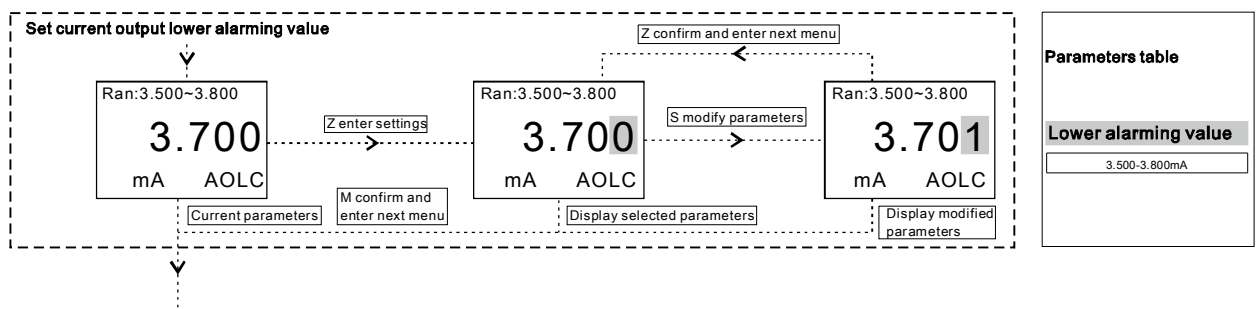 Set current output lower alarming value
Ran:3.500~3.800
3.700
mA AOLC
Z enter settings
Current parameters
M confirm and
enter next menu
Ran:3.500~3.800
3.700
mA AOLC
Display selected parameters
S modify parameters
Z confirm and enter next menu
Ran:3.500~3.800
3.701
mA AOLC
Display modified
parameters
Parameters table
Lower alarming value
3.500-3.800mA